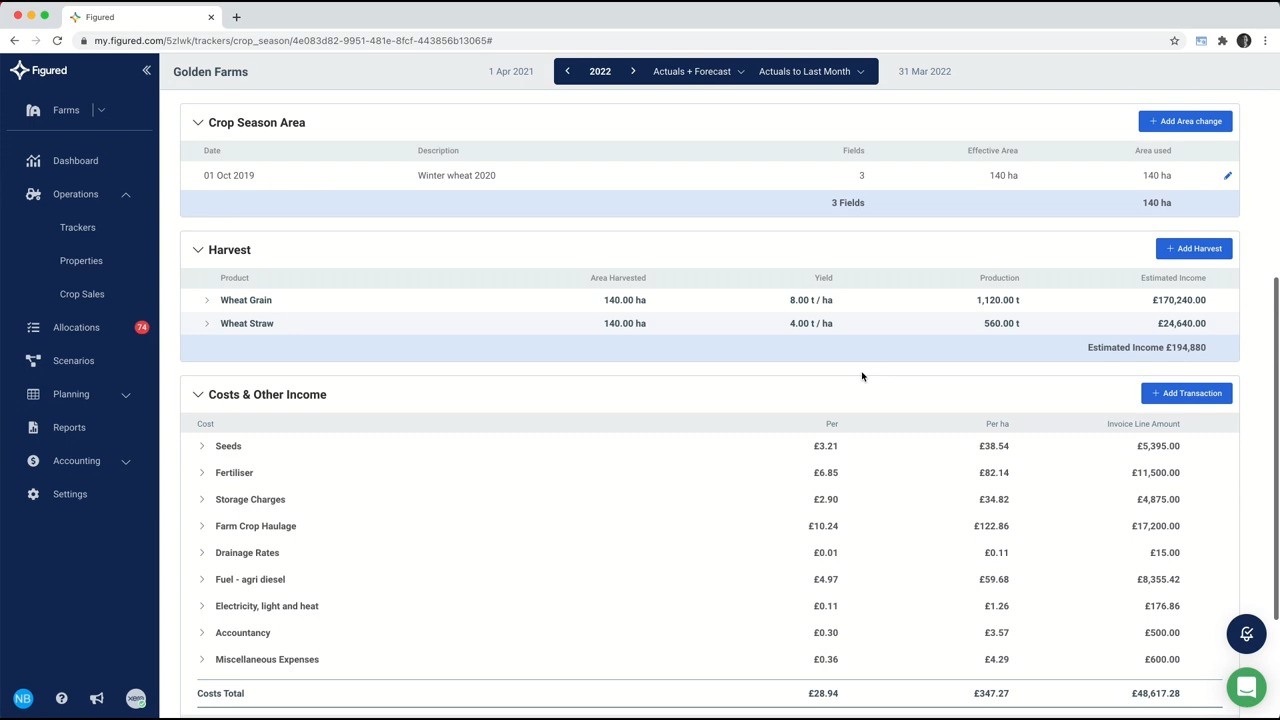 Figured
my.figured.com/5zlwk/trackers/crop_season/4e083d82-9951-481e-8fcf-443856b13065#
Figured
Golden Farms
1 Apr 2021
2022
Actuals + Forecast
Actuals to Last Month
31 Mar 2022
Farms
Dashboard
Operations
Trackers
Properties
Crop Sales
Allocations 74
Scenarios
Planning
Reports
Accounting
Settings
NB
xero
Crop Season Area
+ Add Area change
Date Description Fields Effective Area Area used
01 Oct 2019 Winter wheat 2020 3 140 ha 140 ha
3 Fields 140 ha
Harvest
+ Add Harvest
Product Area Harvested Yield Production Estimated Income
Wheat Grain 140.00 ha 8.00 t / ha 1,120.00 t £170,240.00
Wheat Straw 140.00 ha 4.00 t / ha 560.00 t £24,640.00
Estimated Income £194,880
Costs & Other Income
+ Add Transaction
Cost Per Per ha Invoice Line Amount
Seeds £3.21 £38.54 £5,395.00
Fertiliser £6.85 £82.14 £11,500.00
Storage Charges £2.90 £34.82 £4,875.00
Farm Crop Haulage £10.24 £122.86 £17,200.00
Drainage Rates £0.01 £0.11 £15.00
Fuel - agri diesel £4.97 £59.68 £8,355.42
Electricity, light and heat £0.11 £1.26 £176.86
Accountancy £0.30 £3.57 £500.00
Miscellaneous Expenses £0.36 £4.29 £600.00
Costs Total £28.94 £347.27 £48,617.28